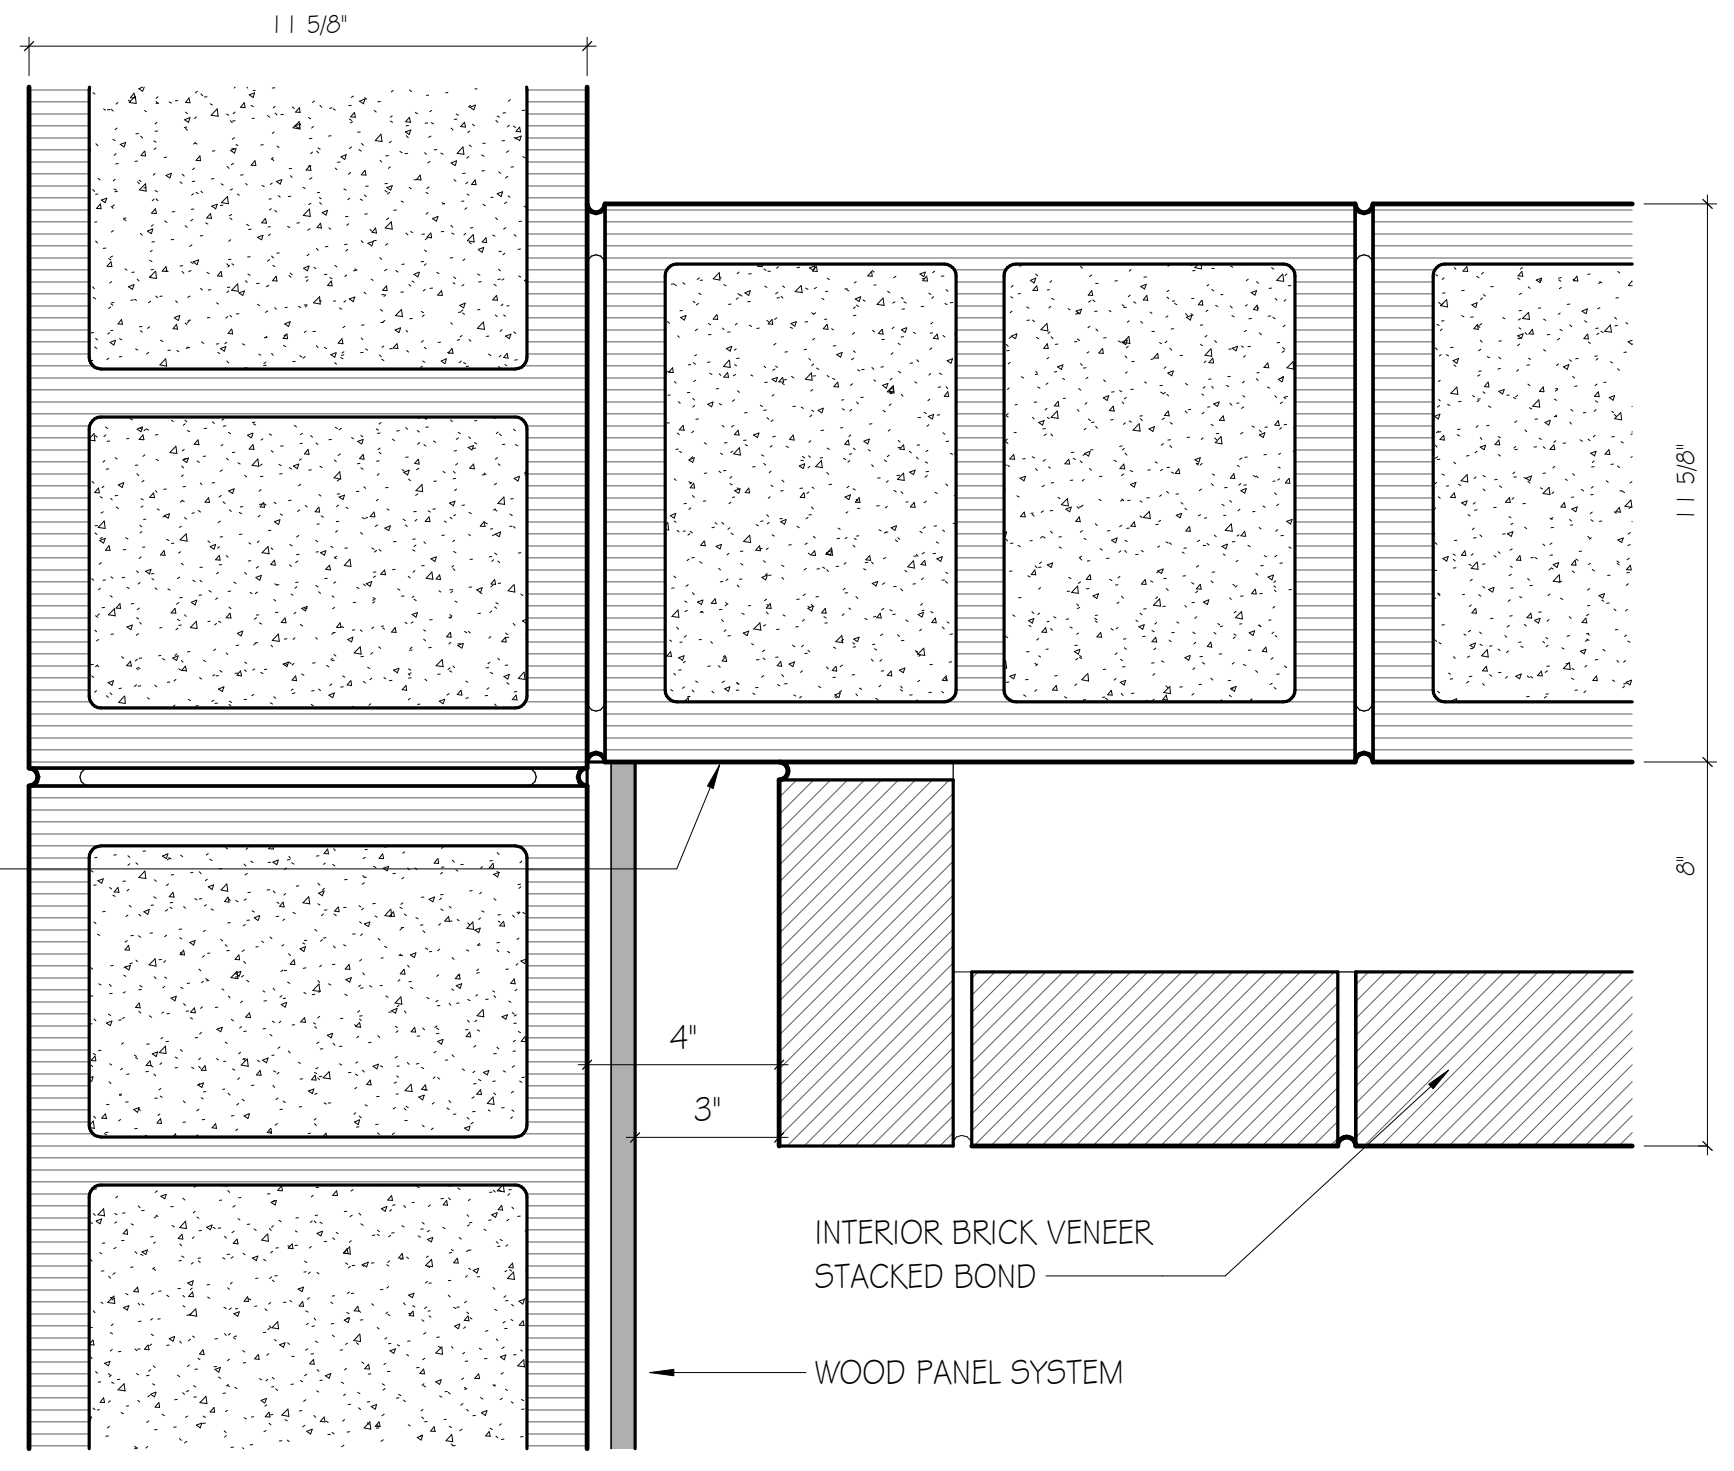 11 5/8"
11 5/8"
8"
4"
3"
INTERIOR BRICK VENEER
STACKED BOND
WOOD PANEL SYSTEM